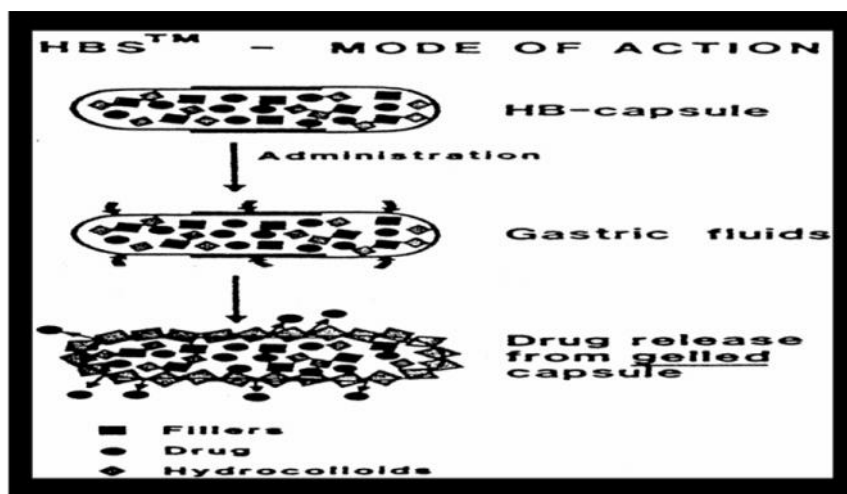 HBS™ - MODE OF ACTION
HB-capsule
Administration
Gastric fluids
Drug release
from gelled
capsule
Fillers
Drug
Hydrocolloids